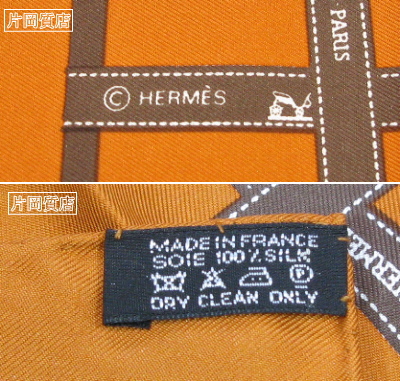 片岡質店
© HERMÈS
PARIS
片岡質店
MADE IN FRANCE
SOIE 100% SILK
DRY CLEAN ONLY
HERMÈ